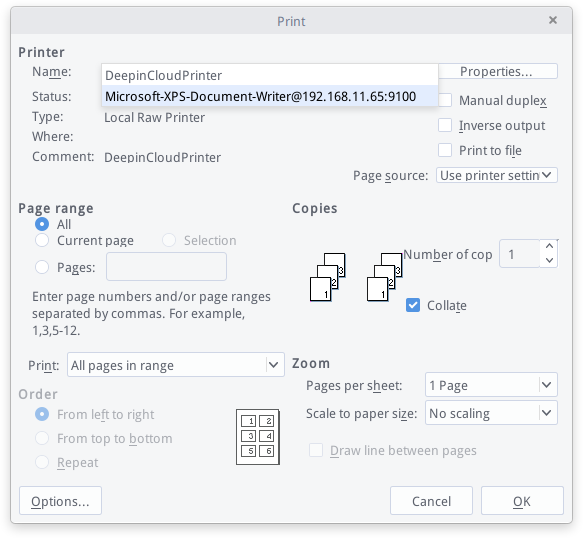 Print
Printer
Name:
DeepinCloudPrinter
Microsoft-XPS-Document-Writer@192.168.11.65:9100
Properties...
Status:
Manual duplex
Type:
Local Raw Printer
Inverse output
Where:
Print to file
Comment:
DeepinCloudPrinter
Page source:
Use printer settin
Page range
All
Current page
Selection
Pages:
Enter page numbers and/or page ranges
separated by commas. For example,
1,3,5-12.
Copies
Number of cop
1
3
2
1
3
2
1
Collate
Print:
All pages in range
Zoom
Pages per sheet:
1 Page
Scale to paper size:
No scaling
Draw line between pages
Order
From left to right
From top to bottom
Repeat
1 2
3 4
5 6
Options...
Cancel
OK